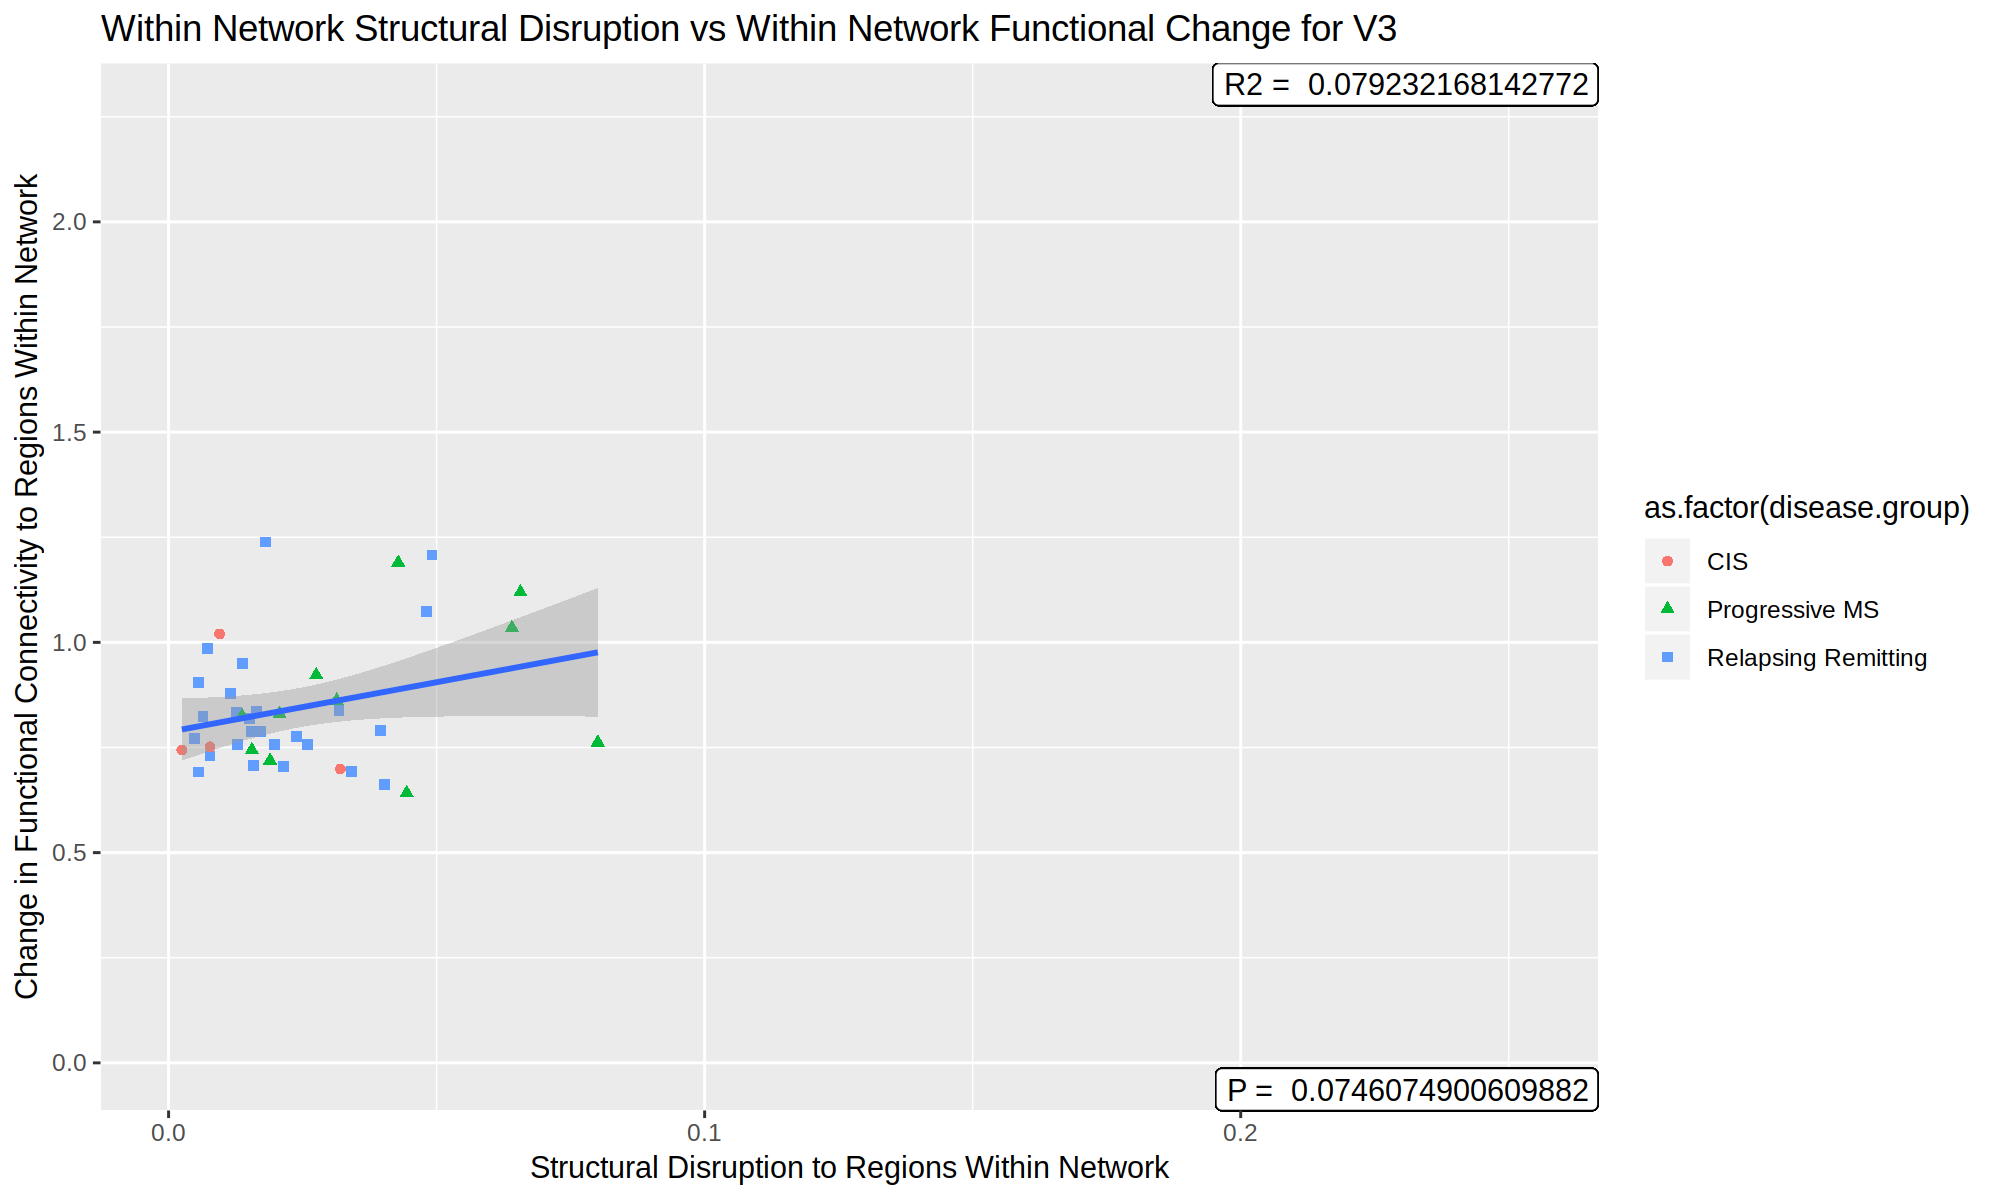 Within Network Structural Disruption vs Within Network Functional Change for V3
R2 =  0.079232168142772
Change in Functional Connectivity to Regions Within Network
2.0
1.5
1.0
0.5
0.0
P =  0.0746074900609882
0.0
0.1
0.2
Structural Disruption to Regions Within Network
as.factor(disease.group)
CIS
Progressive MS
Relapsing Remitting